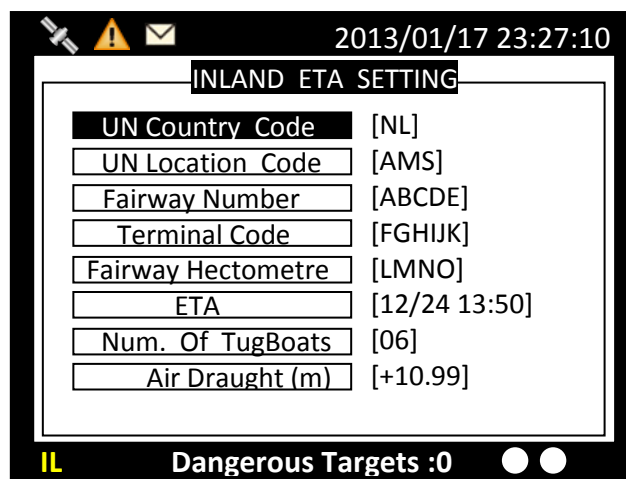 2013/01/17 23:27:10
INLAND ETA SETTING
UN Country Code [NL]
UN Location Code [AMS]
Fairway Number [ABCDE]
Terminal Code [FGHIJK]
Fairway Hectometre [LMNO]
ETA [12/24 13:50]
Num. Of TugBoats [06]
Air Draught (m) [+10.99]
IL Dangerous Targets :0